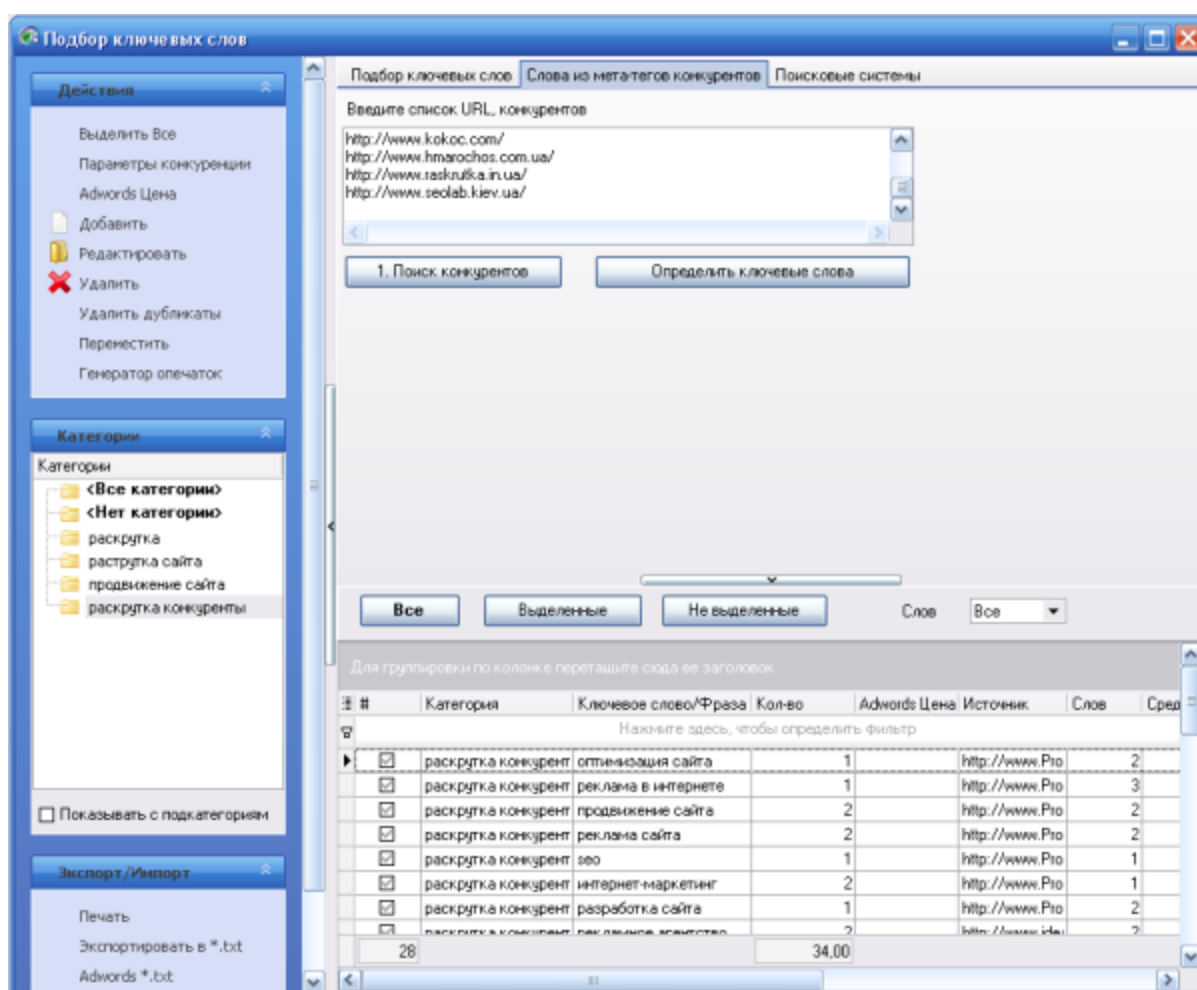 Подбор ключевых слов
Действия
Выделить Все
Параметры конкуренции
Adwords Цена
Добавить
Редактировать
Удалить
Удалить дубликаты
Переместить
Генератор опечаток
Категории
Категории
<Все категории>
<Нет категории>
раскрутка
раструтка сайта
продвижение сайта
раскрутка конкуренты
Показывать с подкатегориям
Экспорт/Импорт
Печать
Экспортировать в *.txt
Adwords *.txt
Подбор ключевых слов Слова из мета-тегов конкурентов Поисковые системы
Введите список URL, конкурентов
http://www.kokoc.com/
http://www.hmarochos.com.ua/
http://www.raskrutka.in.ua/
http://www.seolab.kiev.ua/
1. Поиск конкурентов Определить ключевые слова
Все Выделенные Не выделенные Слов Все
Для группировки по колонке перетащите сюда ее заголовок
# Категория Ключевое слово/Фраза Кол-во Adwords Цена Источник Слов Сред
Нажмите здесь, чтобы определить фильтр
раскрутка конкурент оптимизация сайта 1 http://www.Pro 2
раскрутка конкурент реклама в интернете 1 http://www.Pro 3
раскрутка конкурент продвижение сайта 2 http://www.Pro 2
раскрутка конкурент реклама сайта 2 http://www.Pro 2
раскрутка конкурент seo 1 http://www.Pro 1
раскрутка конкурент интернет-маркетинг 2 http://www.Pro 1
раскрутка конкурент разработка сайта 1 http://www.Pro 2
раскрутка конкурент рекламное агентство 2 2
28 34,00